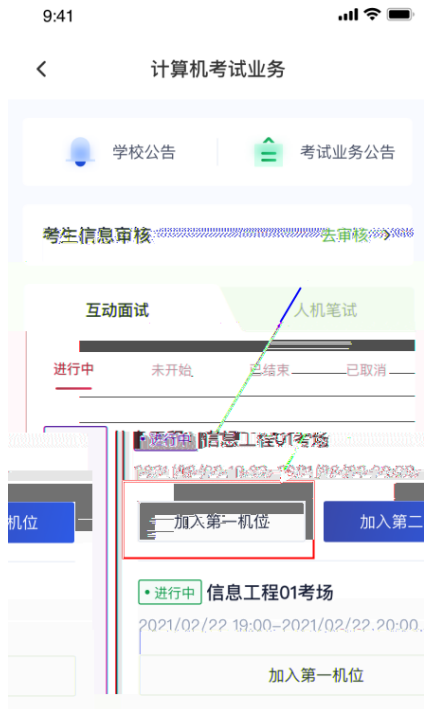 9:41
计算机考试业务
学校公告 考试业务公告
考生信息审核 去审核
互动面试 人机笔试
进行中 未开始 已结束 已取消
进行中 信息工程01考场
机位 加入第一机位 加入第二
进行中 信息工程01考场
2021/02/22 19:00-2021/02/22 20:00
加入第一机位